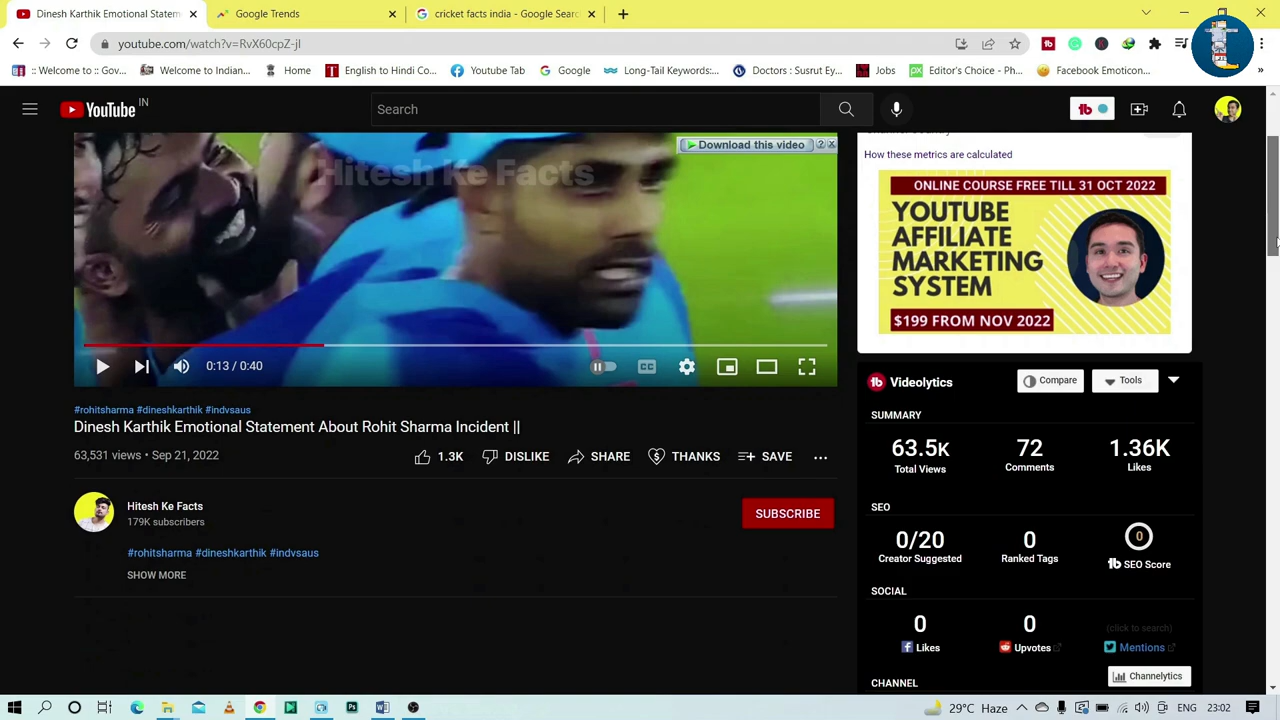 Dinesh Karthik Emotional Statem
Google Trends
cricket facts india - Google Searc
youtube.com/watch?v=RvX60cpZ-jI
:: Welcome to :: Gov...
Welcome to Indian...
Home
English to Hindi Co...
Youtube Tab
Google
Long-Tail Keywords:...
Doctors-Susrut Ey...
Jobs
Editor's Choice - Ph...
Facebook Emoticon...
»
YouTube IN
Search
Hitesh Ke Facts
Download this video
How these metrics are calculated
ONLINE COURSE FREE TILL 31 OCT 2022
YOUTUBE
AFFILIATE
MARKETING
SYSTEM
$199 FROM NOV 2022
0:13 / 0:40
CC
#rohitsharma #dineshkarthik #indvsaus
Dinesh Karthik Emotional Statement About Rohit Sharma Incident ||
63,531 views • Sep 21, 2022
1.3K
DISLIKE
SHARE
THANKS
SAVE
...
Hitesh Ke Facts
179K subscribers
SUBSCRIBE
#rohitsharma #dineshkarthik #indvsaus
SHOW MORE
Videolytics
Compare
Tools
SUMMARY
63.5K
72
1.36K
Total Views
Comments
Likes
SEO
0/20
0
0
Creator Suggested
Ranked Tags
SEO Score
SOCIAL
0
0
(click to search)
Likes
Upvotes
Mentions
CHANNEL
Channelytics
29°C Haze
ENG
23:02